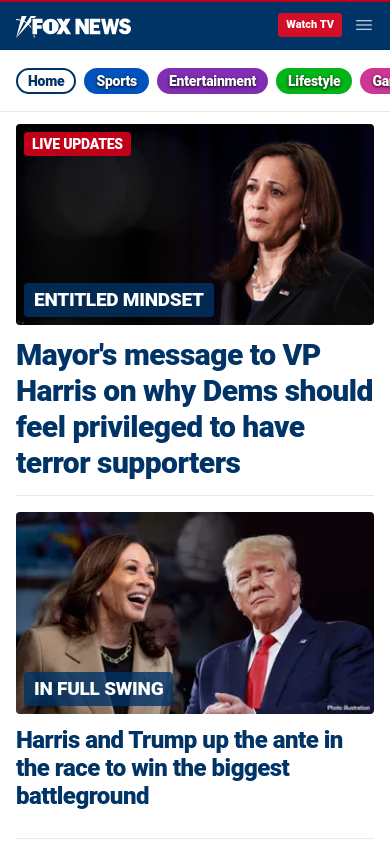 FOX NEWS
Watch TV
Home
Sports
Entertainment
Lifestyle
LIVE UPDATES
ENTITLED MINDSET
Mayor's message to VP
Harris on why Dems should
feel privileged to have
terror supporters
IN FULL SWING
Photo illustration
Harris and Trump up the ante in
the race to win the biggest
battleground